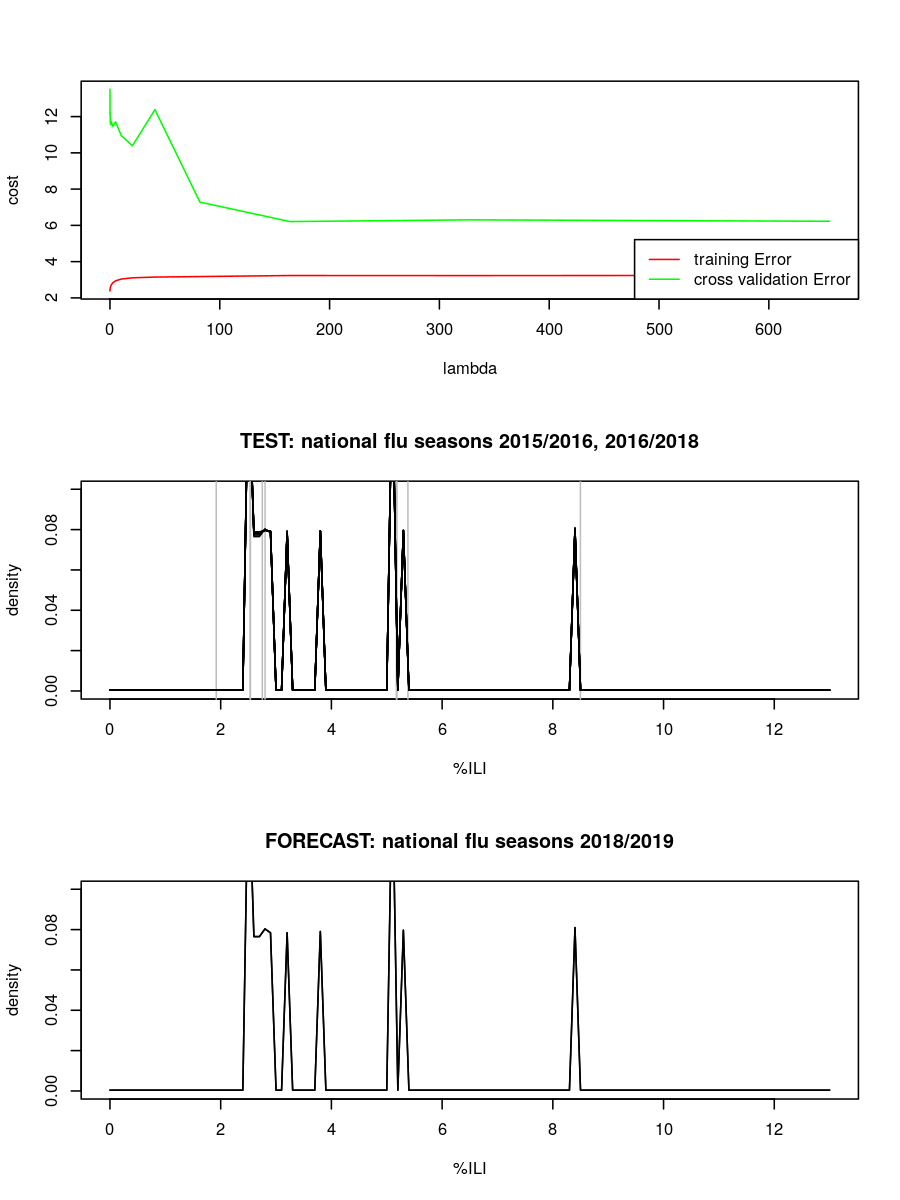 12
10
8
6
4
2
cost
training Error
cross validation Error
0 100 200 300 400 500 600
lambda
TEST: national flu seasons 2015/2016, 2016/2018
0.08
0.04
0.00
density
0 2 4 6 8 10 12
%ILI
FORECAST: national flu seasons 2018/2019
0.08
0.04
0.00
density
0 2 4 6 8 10 12
%ILI